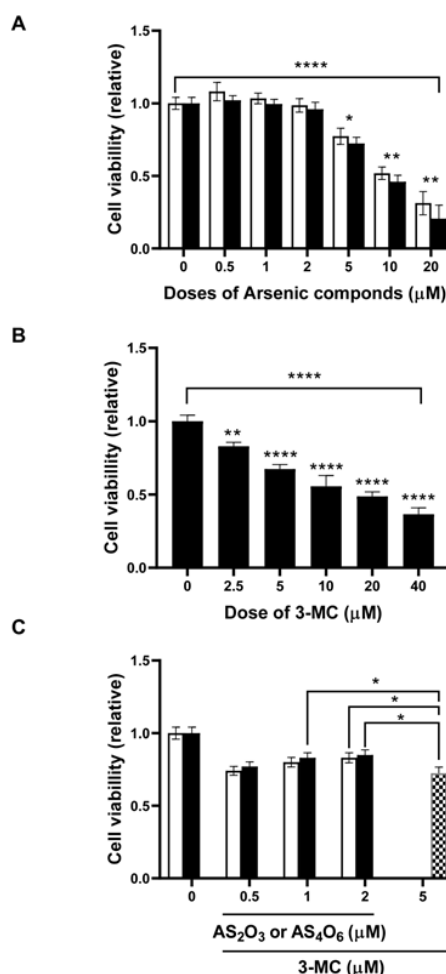 A
****
Cell viabillity (relative)
1.5
1.0
0.5
0.0
*
**
**
0 0.5 1 2 5 10 20
Doses of Arsenic componds (μM)
B
****
Cell viabillity (relative)
1.5
1.0
0.5
0.0
**
****
****
****
****
0 2.5 5 10 20 40
Dose of 3-MC (μM)
C
Cell viabillity (relative)
1.5
1.0
0.5
0.0
*
*
*
0 0.5 1 2 5
AS₂O₃ or AS₄O₆ (μM)
3-MC (μM)